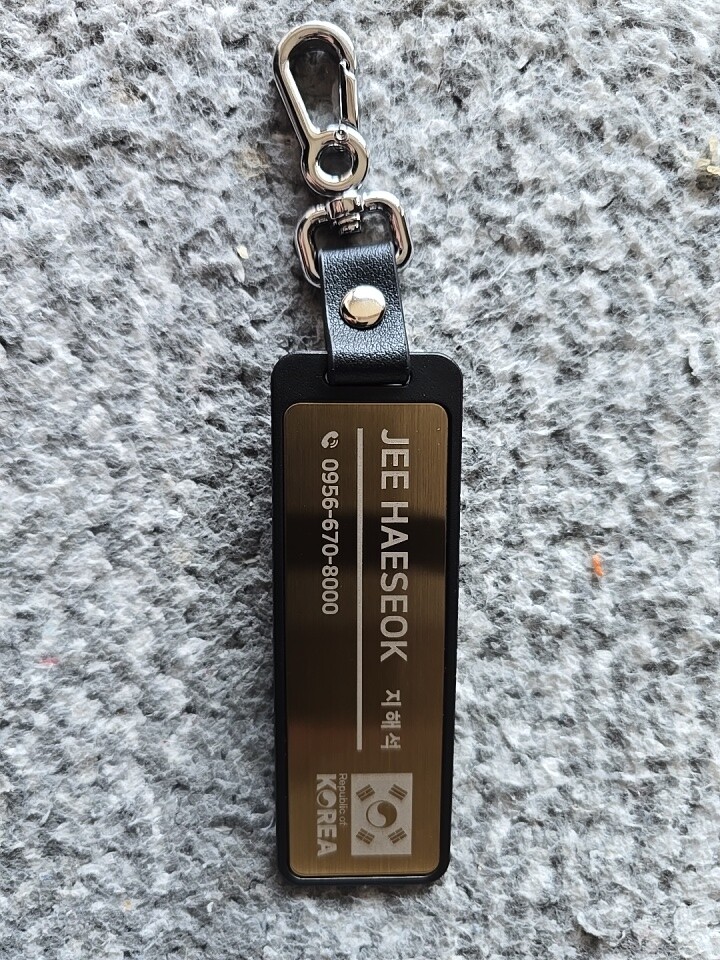 JEE HAESEOK 지해석
0956-670-8000
Republic of
KOREA